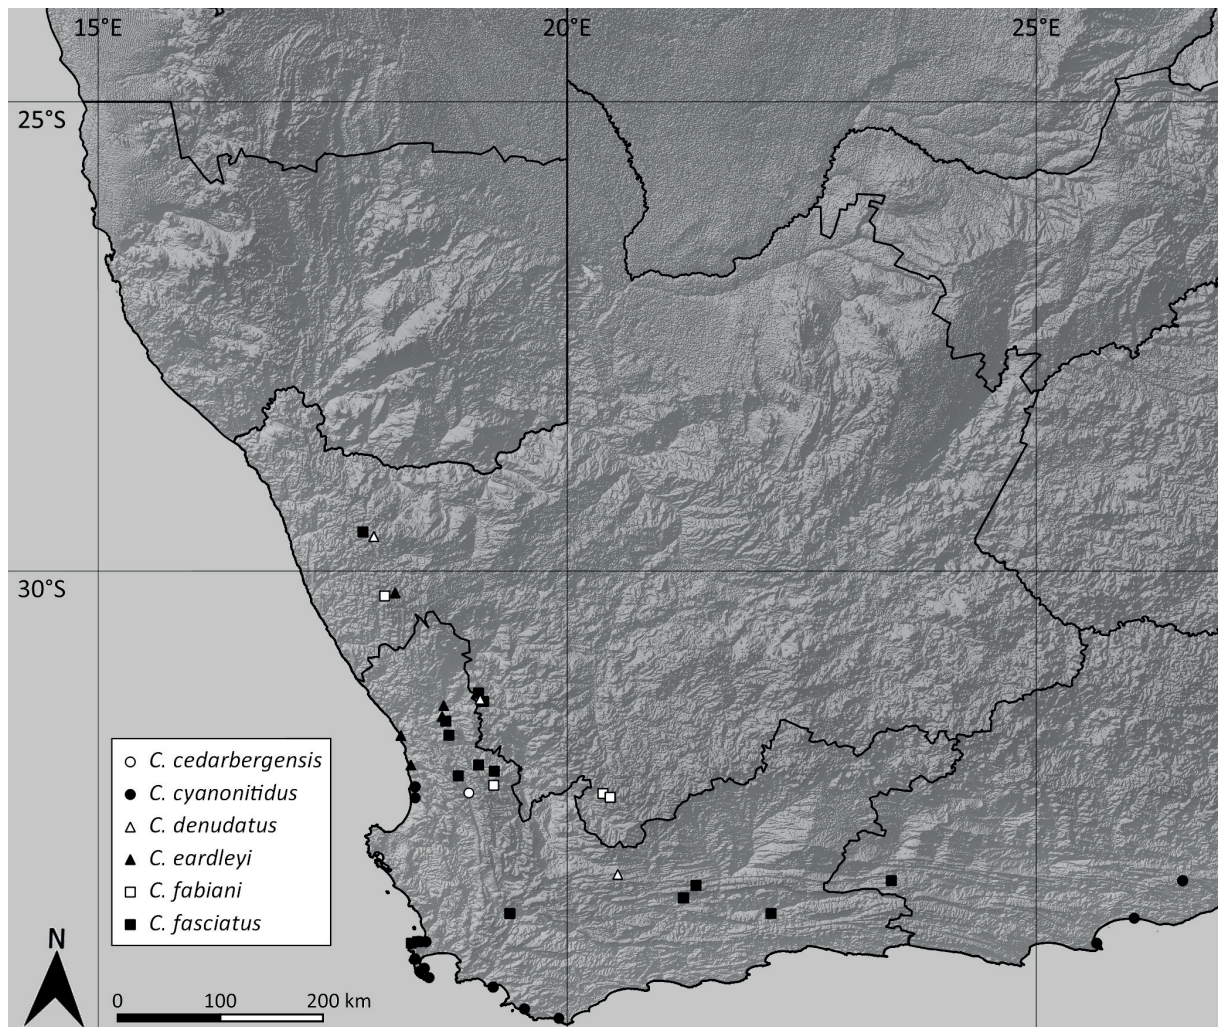 15°E 20°E 25°E
25°S
30°S
C. cedarbergensis
C. cyanonitidus
C. denudatus
C. eardleyi
C. fabiani
C. fasciatus
N
0 100 200 km